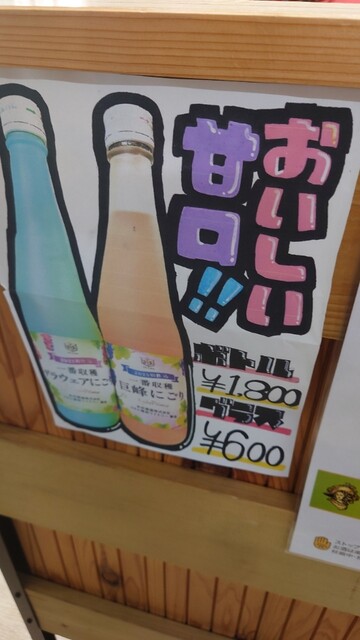 おいしい
甘口!!
ボトル
¥1.800
グラス
¥600
一番収穫
一番収穫
巨峰にごり